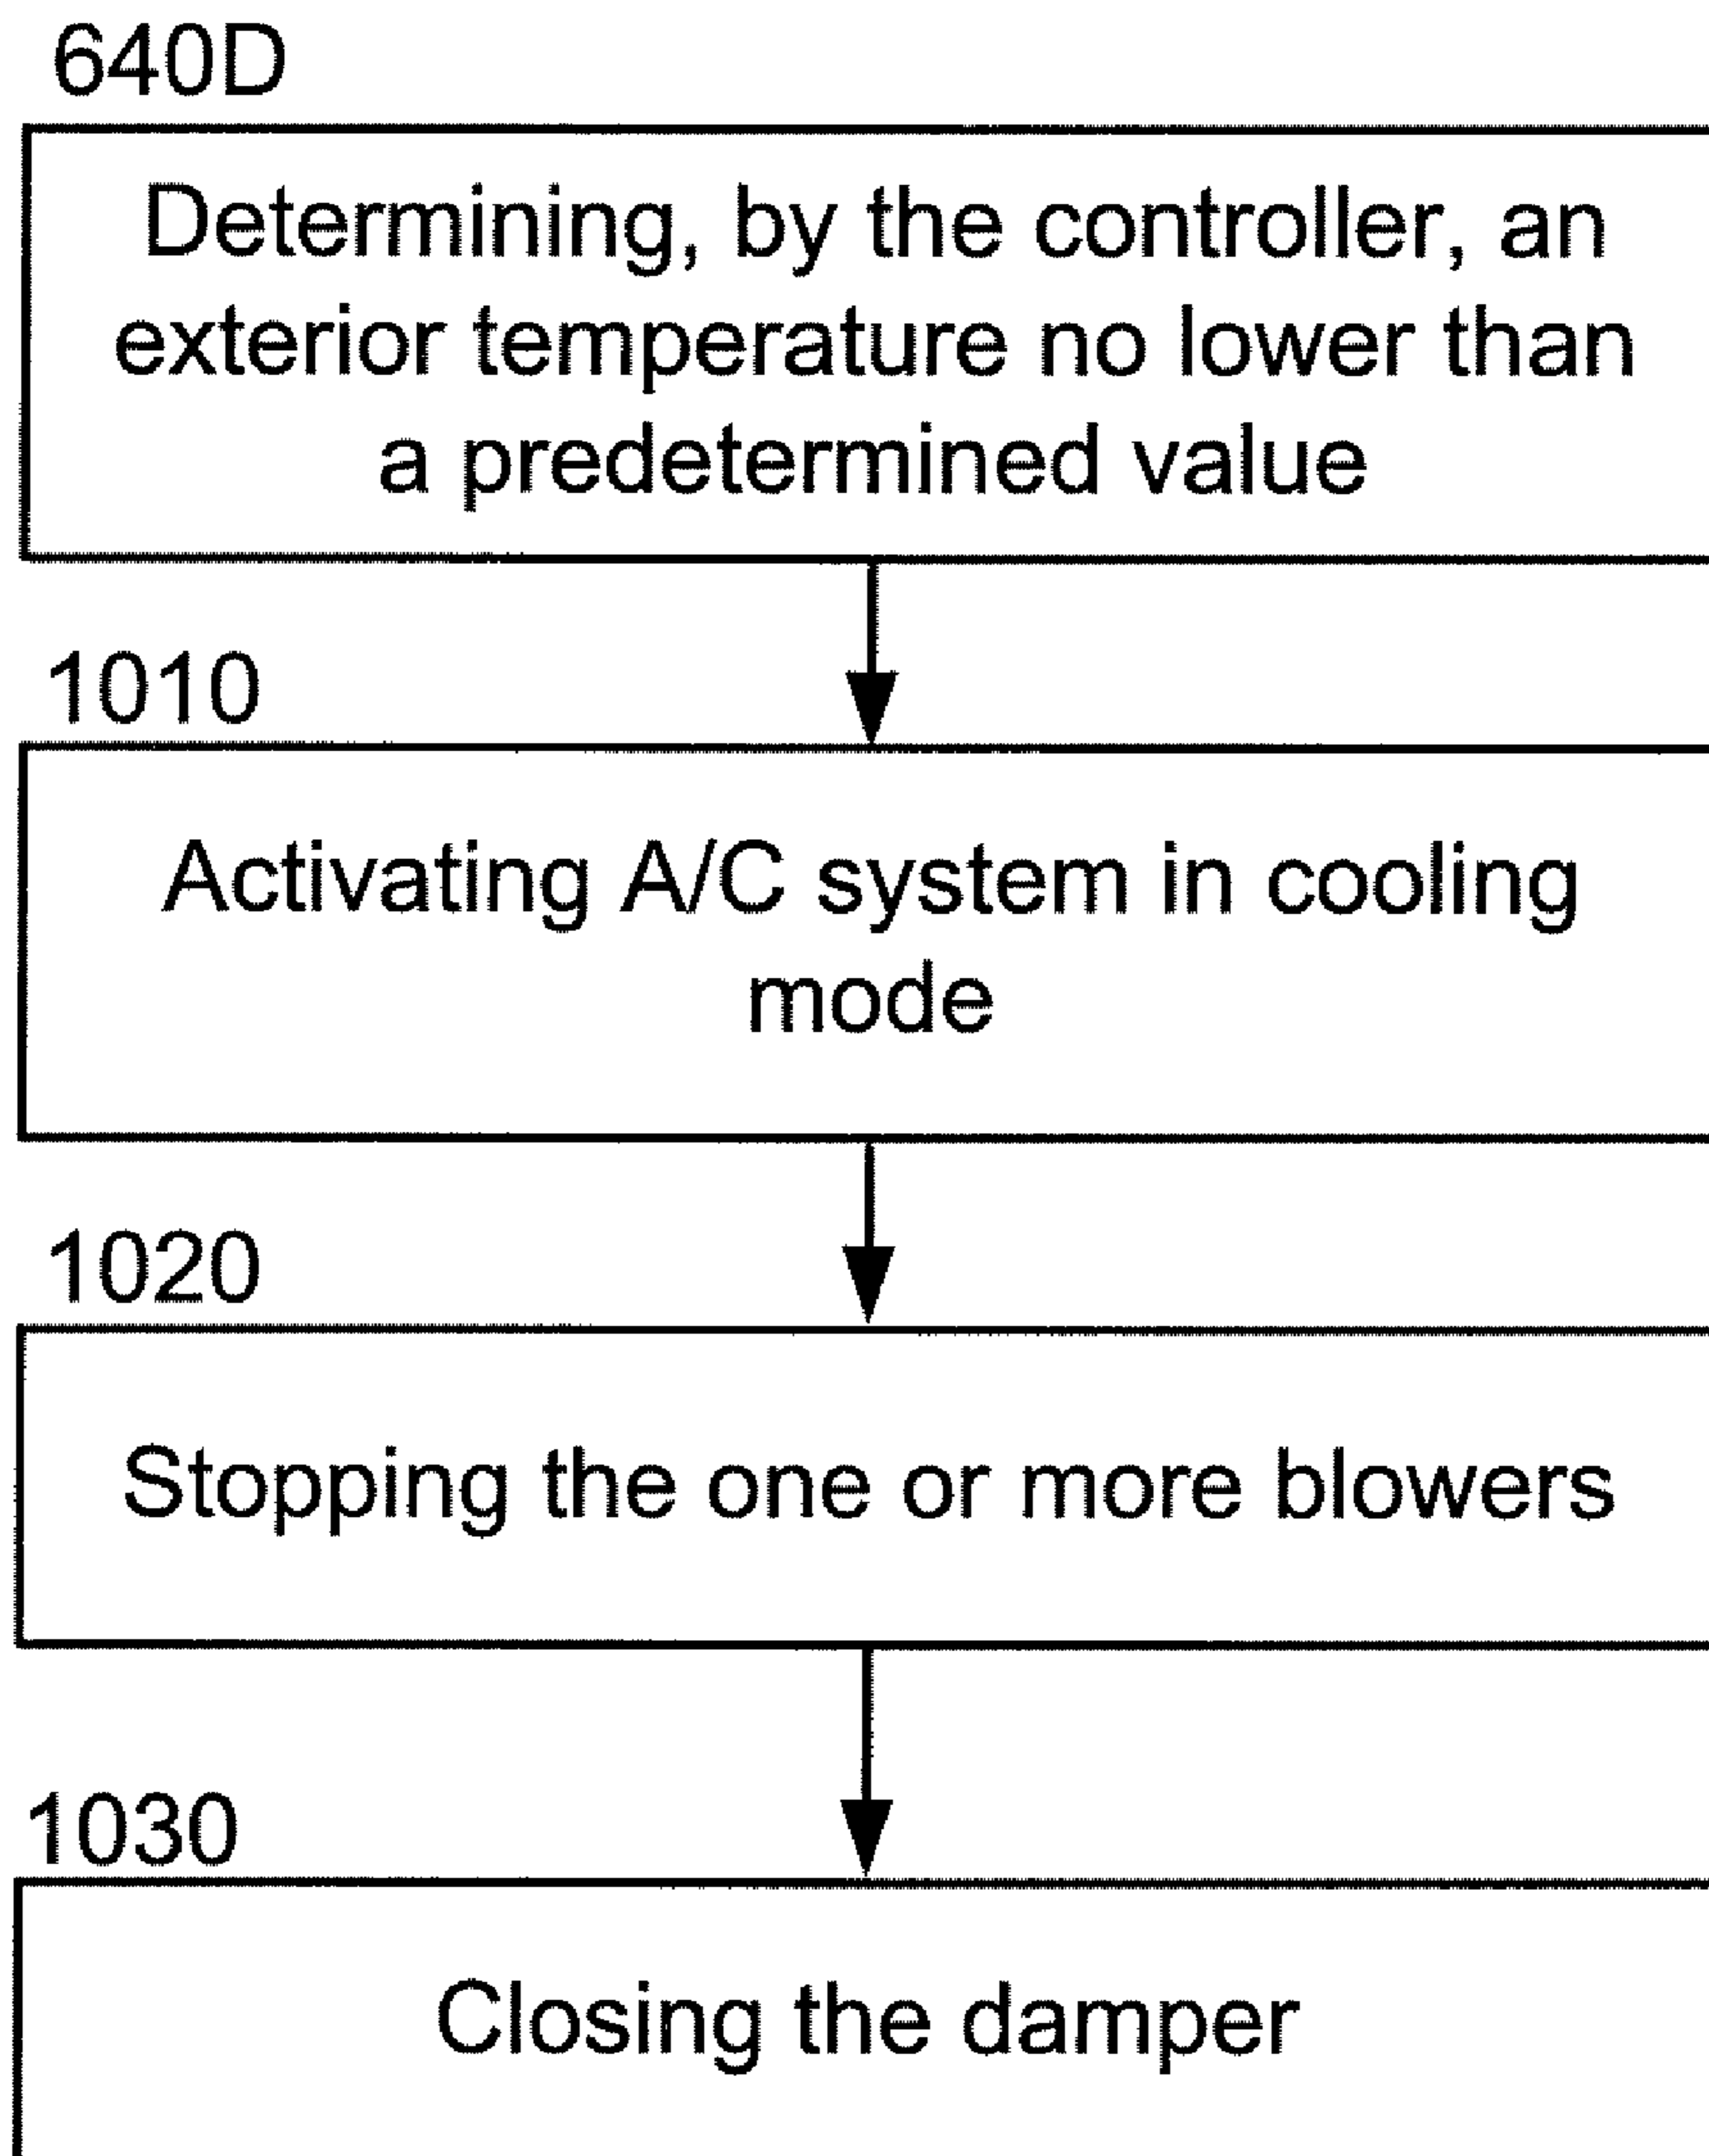 640D
Determining, by the controller, an
exterior temperature no lower than
a predetermined value
1010
Activating A/C system in cooling
mode
1020
Stopping the one or more blowers
1030
Closing the damper